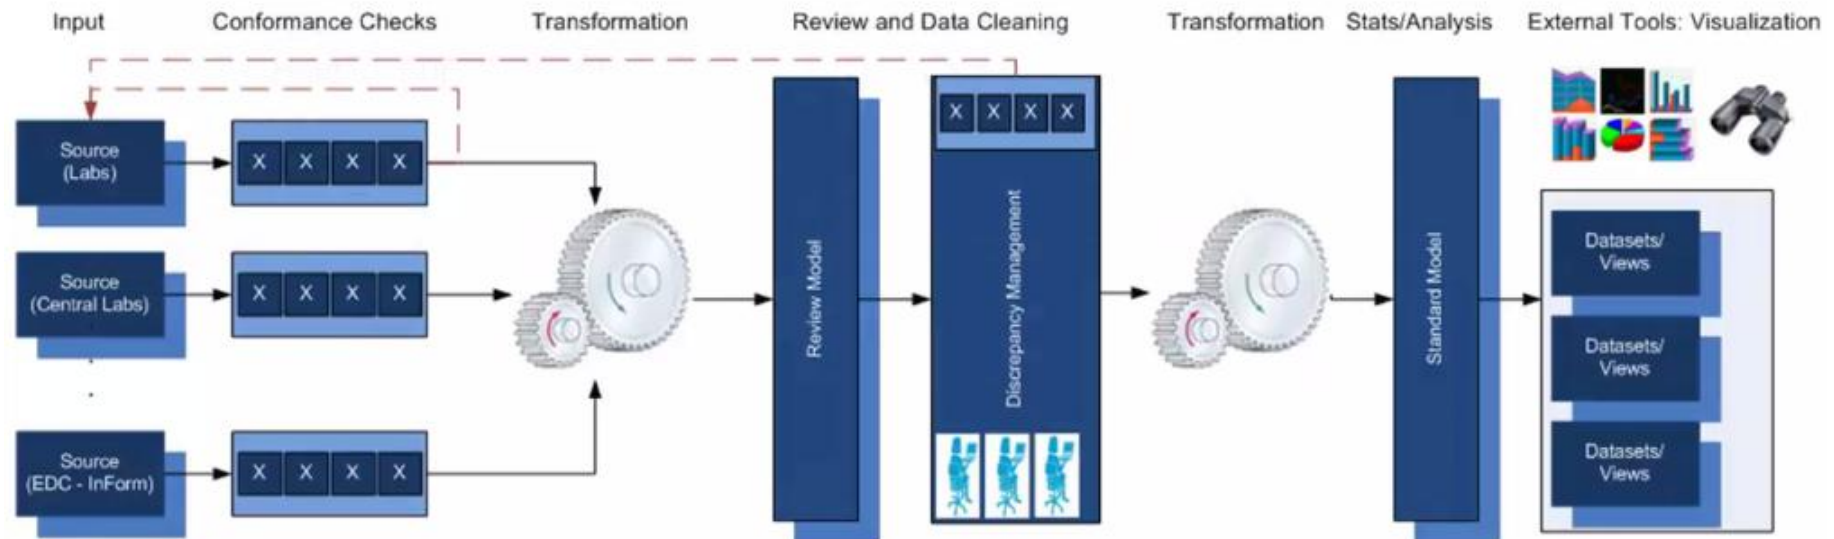 Input
Conformance Checks
Transformation
Review and Data Cleaning
Transformation
Stats/Analysis
External Tools: Visualization
Source
(Labs)
X X X X
Source
(Central Labs)
X X X X
Source
(EDC - InForm)
X X X X
Review Model
X X X X
Discrepancy Management
Standard Model
Datasets/
Views
Datasets/
Views
Datasets/
Views